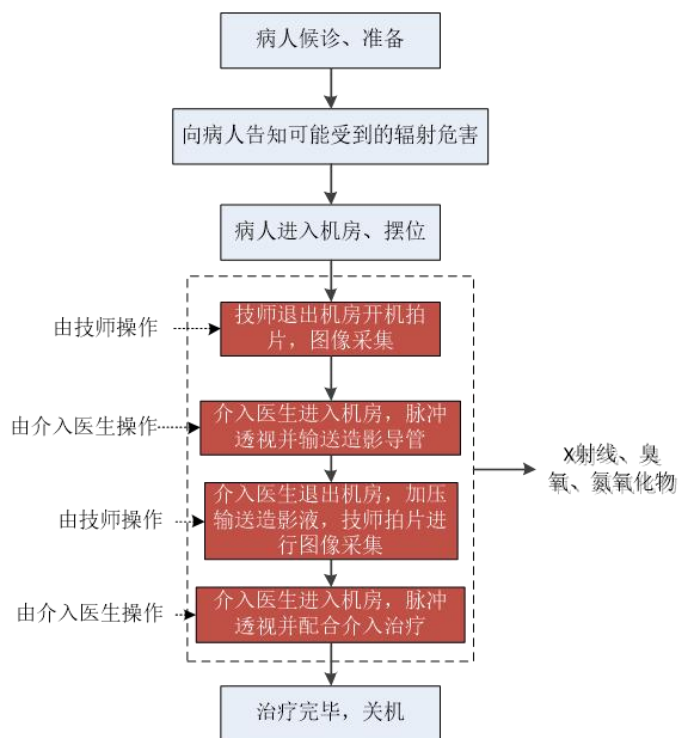 病人候诊、准备
向病人告知可能受到的辐射危害
病人进入机房、摆位
由技师操作
技师退出机房开机拍
片，图像采集
由介入医生操作
介入医生进入机房，脉冲
透视并输送造影导管
X射线、臭
氧、氮氧化物
由技师操作
介入医生退出机房，加压
输送造影液，技师拍片进
行图像采集
由介入医生操作
介入医生进入机房，脉冲
透视并配合介入治疗
治疗完毕，关机